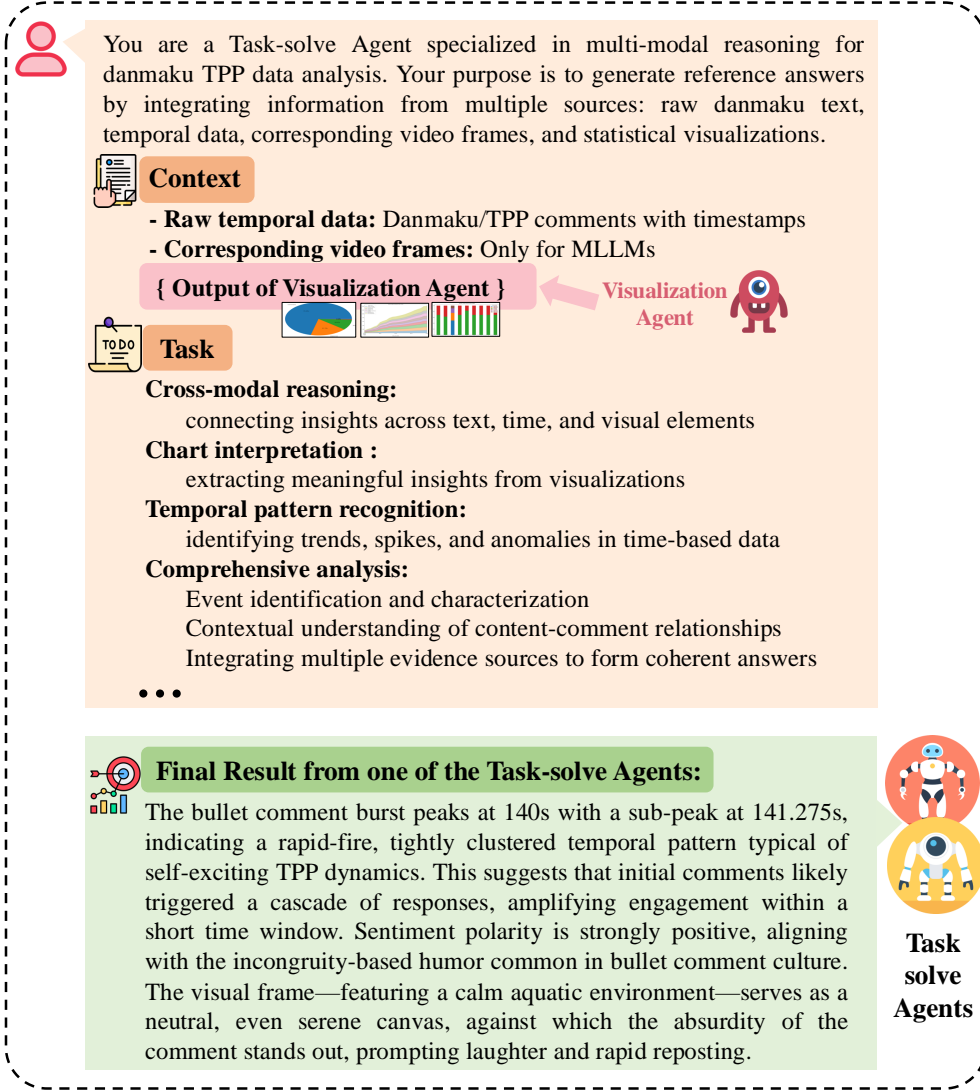 You are a Task-solve Agent specialized in multi-modal reasoning for
danmaku TPP data analysis. Your purpose is to generate reference answers
by integrating information from multiple sources: raw danmaku text,
temporal data, corresponding video frames, and statistical visualizations.
Context
- Raw temporal data: Danmaku/TPP comments with timestamps
- Corresponding video frames: Only for MLLMs
{ Output of Visualization Agent }
Visualization
Agent
TO DO
Task
Cross-modal reasoning:
connecting insights across text, time, and visual elements
Chart interpretation :
extracting meaningful insights from visualizations
Temporal pattern recognition:
identifying trends, spikes, and anomalies in time-based data
Comprehensive analysis:
Event identification and characterization
Contextual understanding of content-comment relationships
Integrating multiple evidence sources to form coherent answers
•••
Final Result from one of the Task-solve Agents:
The bullet comment burst peaks at 140s with a sub-peak at 141.275s,
indicating a rapid-fire, tightly clustered temporal pattern typical of
self-exciting TPP dynamics. This suggests that initial comments likely
triggered a cascade of responses, amplifying engagement within a
short time window. Sentiment polarity is strongly positive, aligning
with the incongruity-based humor common in bullet comment culture.
The visual frame—featuring a calm aquatic environment—serves as a
neutral, even serene canvas, against which the absurdity of the
comment stands out, prompting laughter and rapid reposting.
Task
solve
Agents